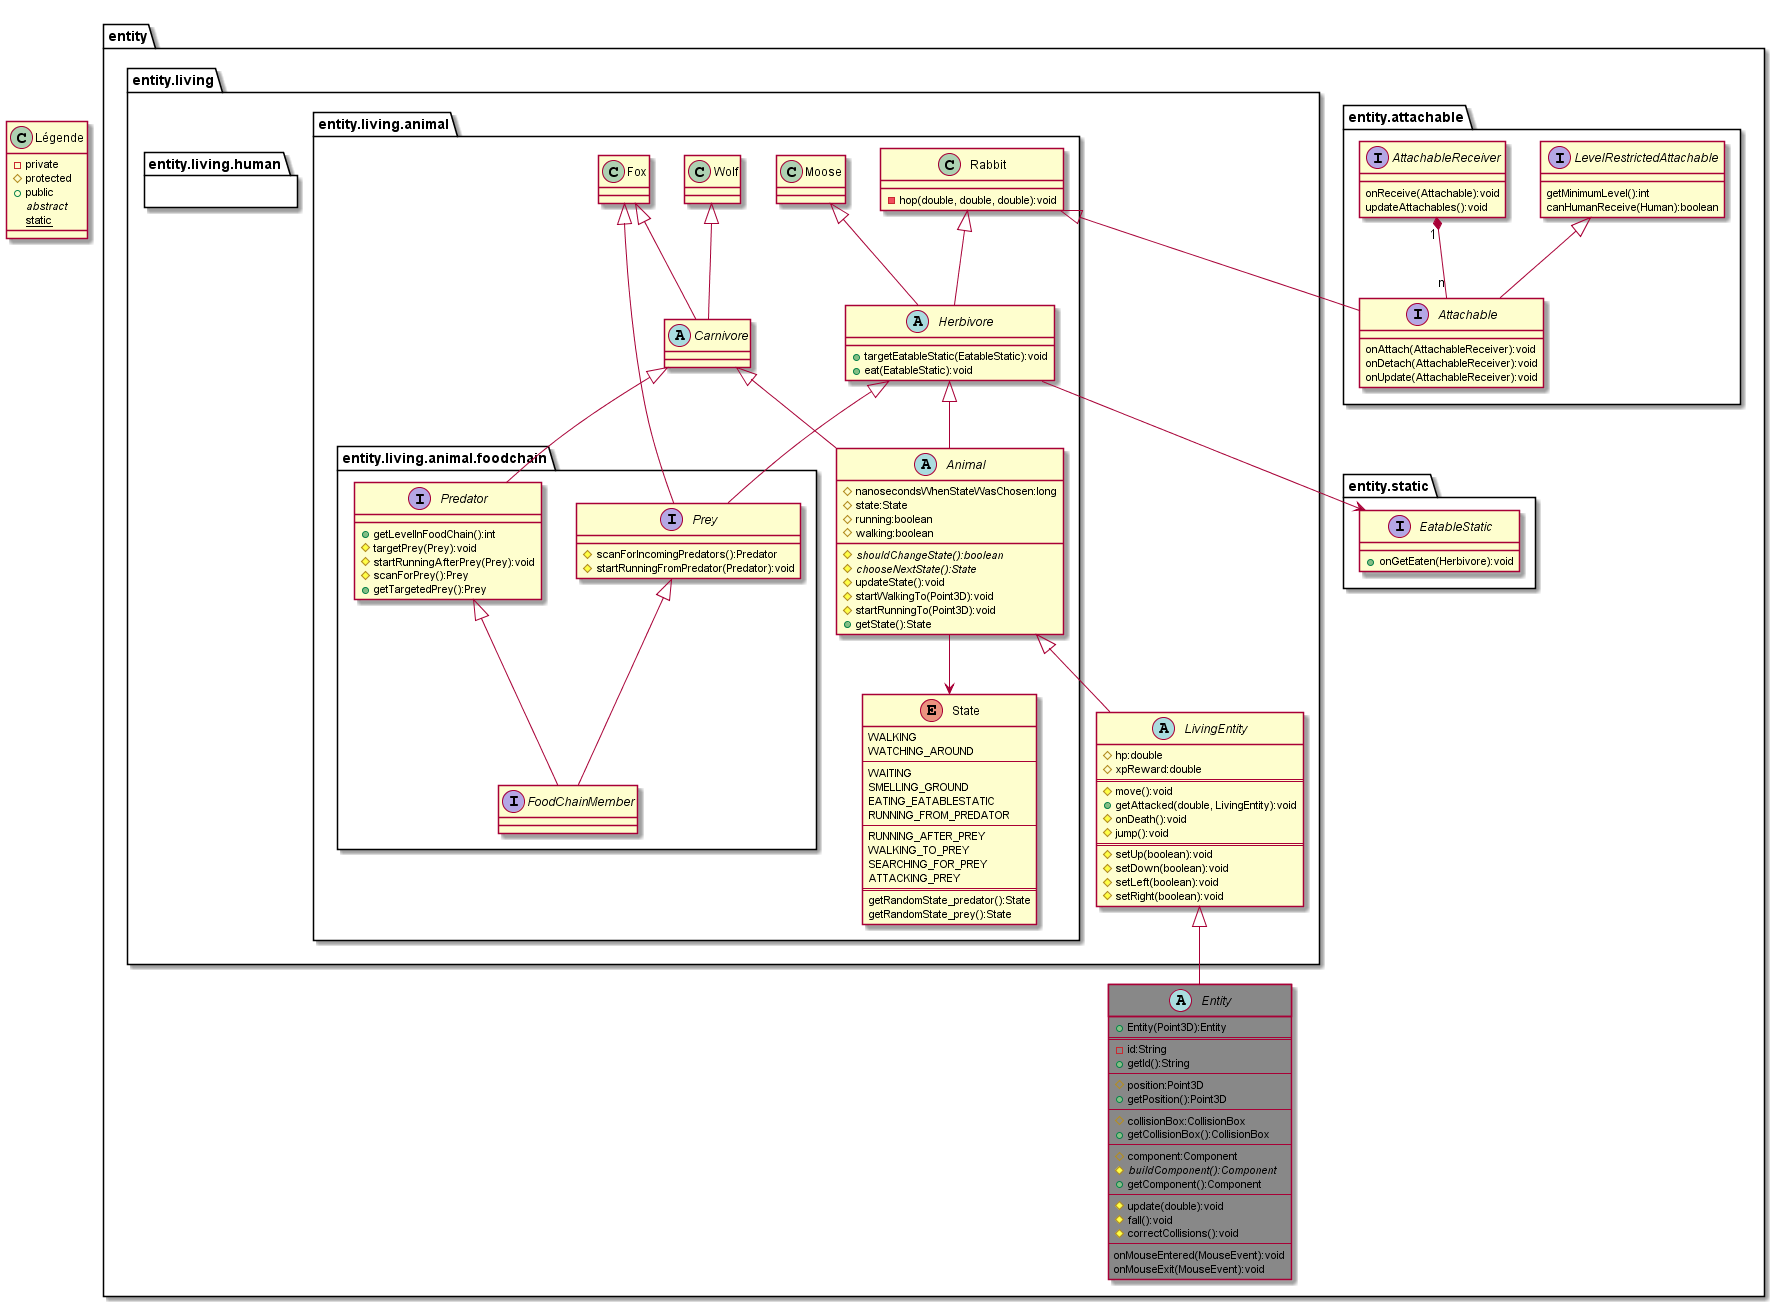 entity
entity.living
entity.living.human
entity.living.animal
entity.attachable
C Légende
private
protected
public
abstract
static
C Fox
C Wolf
C Moose
C Rabbit
hop(double, double, double):void
I AttachableReceiver
onReceive(Attachable):void
updateAttachables():void
I LevelRestrictedAttachable
getMinimumLevel():int
canHumanReceive(Human):boolean
1
n
I Attachable
onAttach(AttachableReceiver):void
onDetach(AttachableReceiver):void
onUpdate(AttachableReceiver):void
A Carnivore
A Herbivore
targetEatableStatic(EatableStatic):void
eat(EatableStatic):void
entity.living.animal.foodchain
I Predator
getLevelInFoodChain():int
targetPrey(Prey):void
startRunningAfterPrey(Prey):void
scanForPrey():Prey
getTargetedPrey():Prey
I Prey
scanForIncomingPredators():Predator
startRunningFromPredator(Predator):void
A Animal
nanosecondsWhenStateWasChosen:long
state:State
running:boolean
walking:boolean
shouldChangeState():boolean
chooseNextState():State
updateState():void
startWalkingTo(Point3D):void
startRunningTo(Point3D):void
getState():State
entity.static
I EatableStatic
onGetEaten(Herbivore):void
I FoodChainMember
E State
WALKING
WATCHING_AROUND
WAITING
SMELLING_GROUND
EATING_EATABLESTATIC
RUNNING_FROM_PREDATOR
RUNNING_AFTER_PREY
WALKING_TO_PREY
SEARCHING_FOR_PREY
ATTACKING_PREY
getRandomState_predator():State
getRandomState_prey():State
A LivingEntity
hp:double
xpReward:double
move():void
getAttacked(double, LivingEntity):void
onDeath():void
jump():void
setUp(boolean):void
setDown(boolean):void
setLeft(boolean):void
setRight(boolean):void
A Entity
Entity(Point3D):Entity
id:String
getId():String
position:Point3D
getPosition():Point3D
collisionBox:CollisionBox
getCollisionBox():CollisionBox
component:Component
buildComponent():Component
getComponent():Component
update(double):void
fall():void
correctCollisions():void
onMouseEntered(MouseEvent):void
onMouseExit(MouseEvent):void